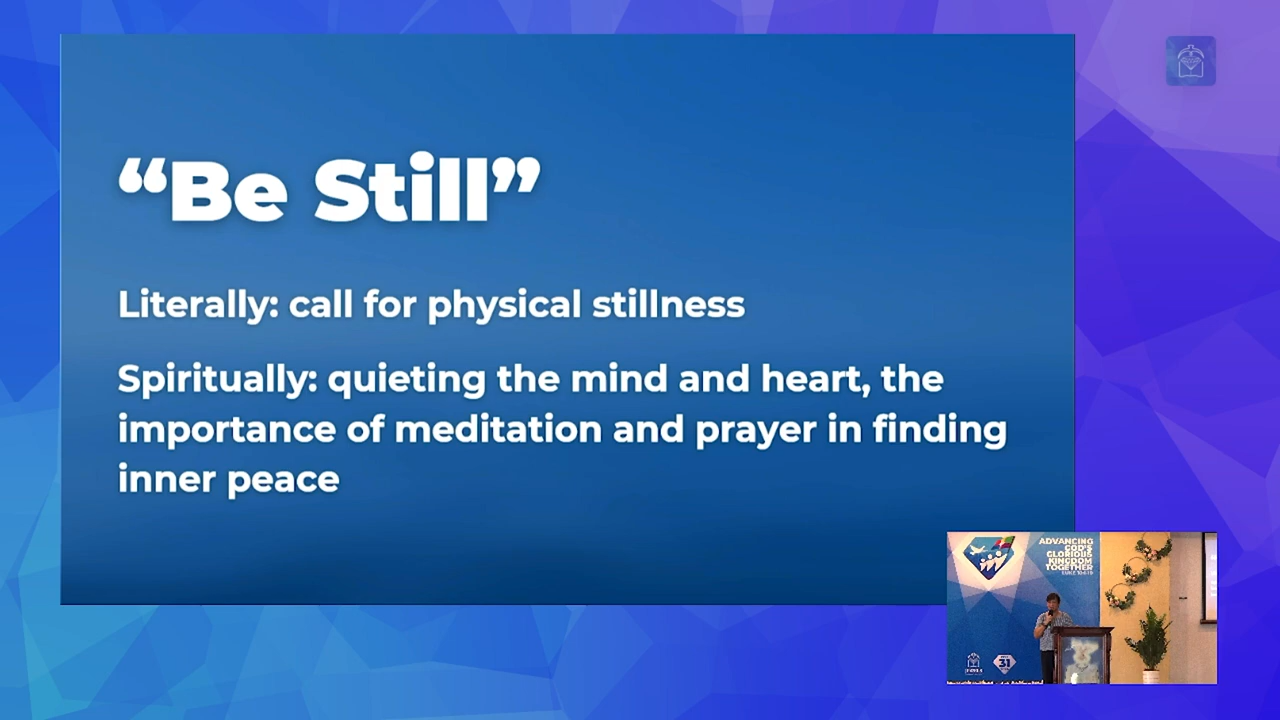 “Be Still”
Literally: call for physical stillness
Spiritually: quieting the mind and heart, the
importance of meditation and prayer in finding
inner peace
ADVANCING
GOD'S
GLORIOUS
KINGDOM
TOGETHER
31